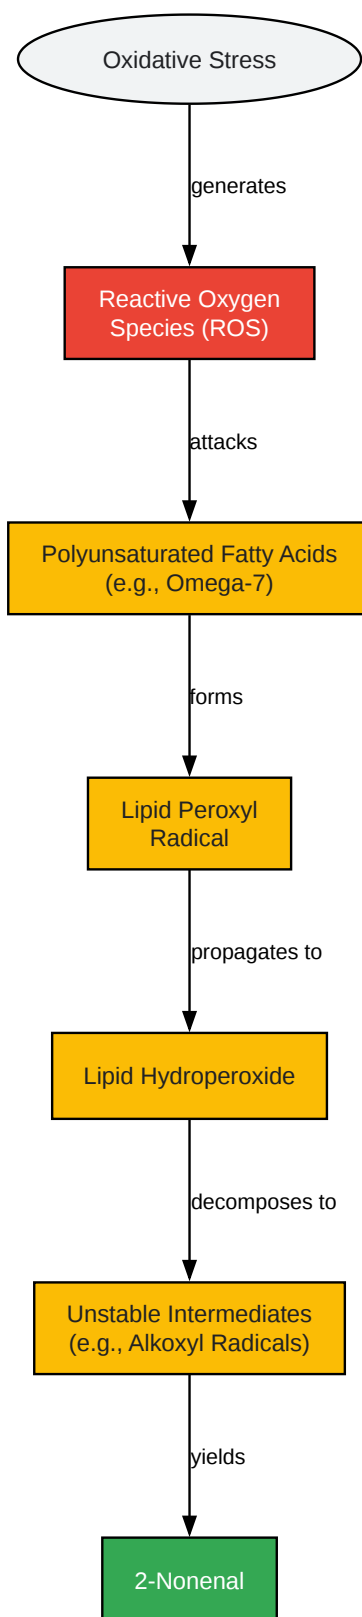 Oxidative Stress
generates
Reactive Oxygen
Species (ROS)
attacks
Polyunsaturated Fatty Acids
(e.g., Omega-7)
forms
Lipid Peroxyl
Radical
propagates to
Lipid Hydroperoxide
decomposes to
Unstable Intermediates
(e.g., Alkoxyl Radicals)
yields
2-Nonenal